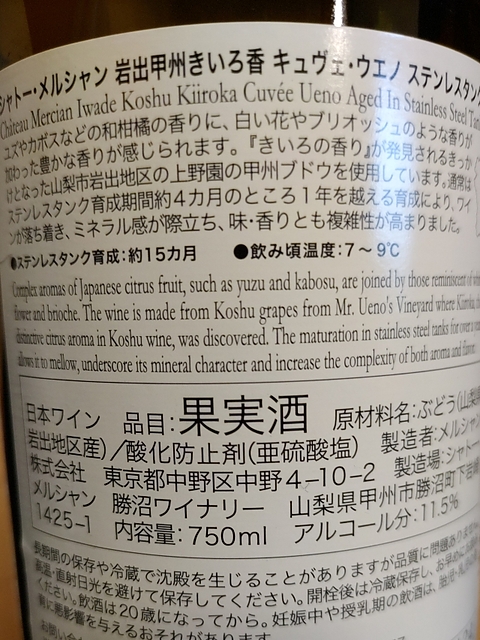 シャトー・メルシャン 岩出甲州きいろ香 キュヴェ・ウエノ ステンレスタンク
Château Mercian Iwade Koshu Kiiroka Cuvée Ueno Aged In Stainless Steel
ユズやカボスなどの和柑橘の香りに、白い花やブリオッシュのような香りが
加わった豊かな香りが感じられます。『きいろの香り』が発見されるきっか
けとなった山梨市岩出地区の上野園の甲州ブドウを使用しています。通常は
ステンレスタンク育成期間約4カ月のところ1年を越える育成により、ワイ
ンが落ち着き、ミネラル感が際立ち、味・香りとも複雑性が高まりました。
●ステンレスタンク育成:約15カ月 ●飲み頃温度:7〜9℃
Complex aromas of Japanese citrus fruit, such as yuzu and kabosu, are joined by those reminiscent of
flower and brioche. The wine is made from Koshu grapes from Mr. Ueno's Vineyard where Kiiroka,
distinctive citrus aroma in Koshu wine, was discovered. The maturation in stainless steel tanks for over a
allows it to mellow, underscore its mineral character and increase the complexity of both aroma and flavor.
日本ワイン 品目:果実酒 原材料名:ぶどう(山梨
岩出地区産)/酸化防止剤(亜硫酸塩) 製造者:メルシャン
株式会社 東京都中野区中野4-10-2 製造場:シャトー・
メルシャン 勝沼ワイナリー 山梨県甲州市勝沼町下岩崎
1425-1 内容量:750ml アルコール分:11.5%
長期間の保存や冷蔵で沈殿を生じることがありますが品質に問題あり
高温・直射日光を避けて保存してください。開栓後は冷蔵保存し、お早めに
ください。飲酒は20歳になってから。妊娠中や授乳期の飲酒は、胎児・
育に悪影響を与えるおそれがあります。